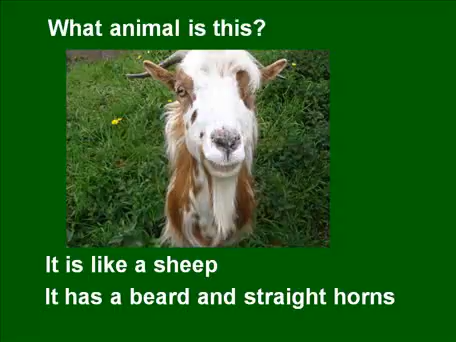 What animal is this?
It is like a sheep
It has a beard and straight horns